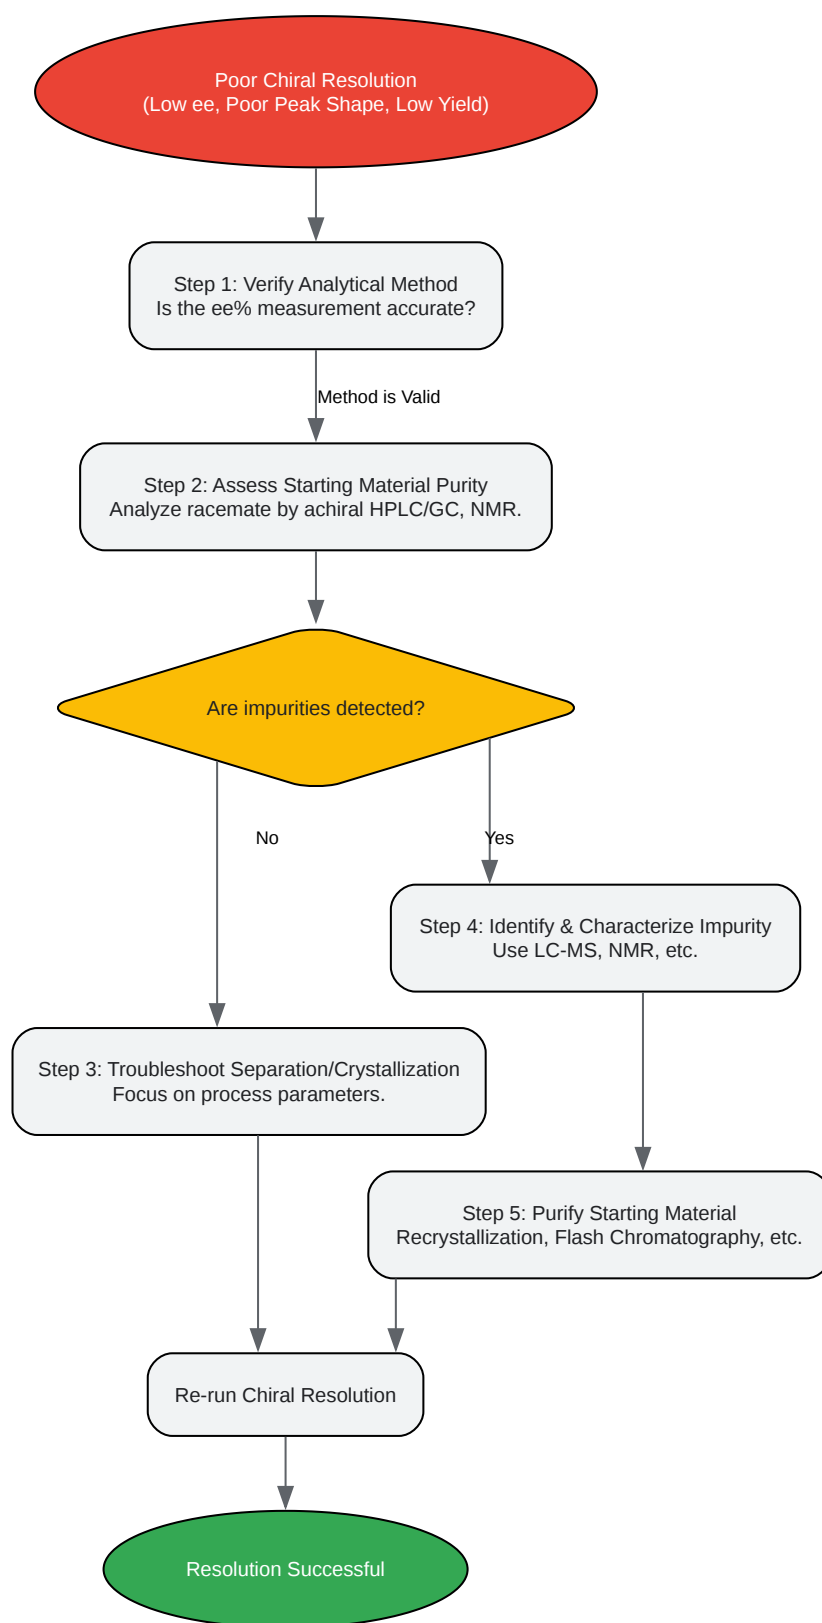 Poor Chiral Resolution
(Low ee, Poor Peak Shape, Low Yield)
Step 1: Verify Analytical Method
Is the ee% measurement accurate?
Method is Valid
Step 2: Assess Starting Material Purity
Analyze racemate by achiral HPLC/GC, NMR.
Are impurities detected?
No
Yes
Step 4: Identify & Characterize Impurity
Use LC-MS, NMR, etc.
Step 3: Troubleshoot Separation/Crystallization
Focus on process parameters.
Step 5: Purify Starting Material
Recrystallization, Flash Chromatography, etc.
Re-run Chiral Resolution
Resolution Successful